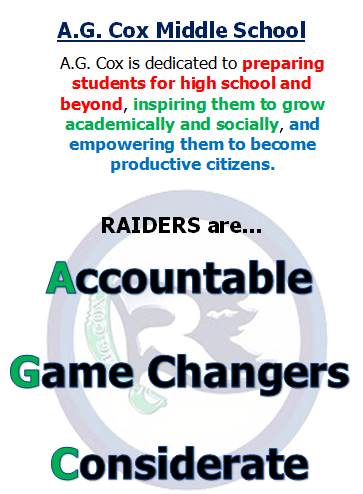 A.G. Cox Middle School
A.G. Cox is dedicated to preparing
students for high school and
beyond, inspiring them to grow
academically and socially, and
empowering them to become
productive citizens.
RAIDERS are...
Accountable
Game Changers
Considerate